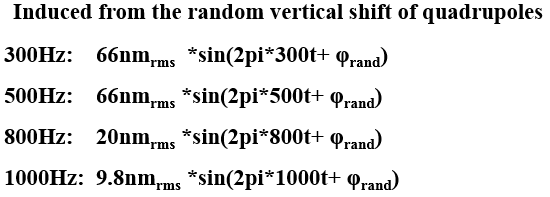 Induced from the random vertical shift of quadrupoles
300Hz: 66nmrms *sin(2pi*300t+ φrand)
500Hz: 66nmrms *sin(2pi*500t+ φrand)
800Hz: 20nmrms *sin(2pi*800t+ φrand)
1000Hz: 9.8nmrms *sin(2pi*1000t+ φrand)